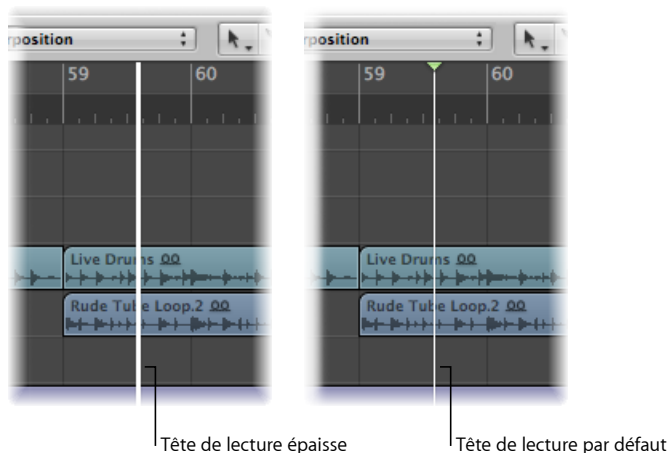 rposition
position
59 60
59 60
Live Drums
Live Drums
Rude Tube Loop.2
Rude Tube Loop.2
Tête de lecture épaisse
Tête de lecture par défaut